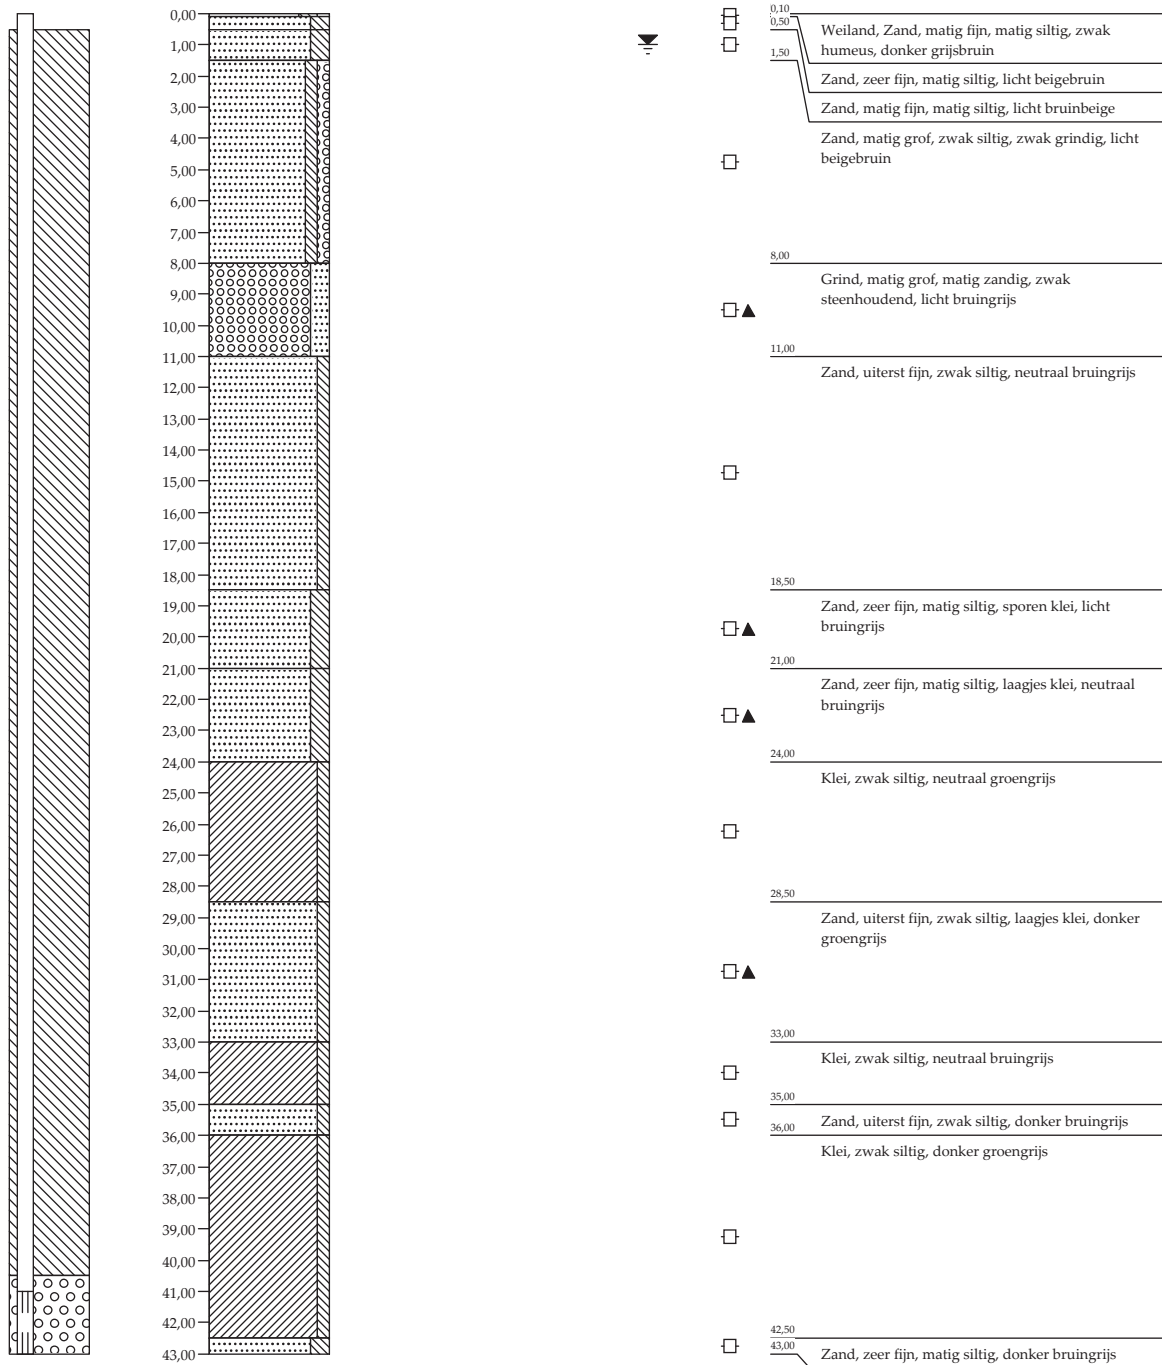 0,00
1,00
2,00
3,00
4,00
5,00
6,00
7,00
8,00
9,00
10,00
11,00
12,00
13,00
14,00
15,00
16,00
17,00
18,00
19,00
20,00
21,00
22,00
23,00
24,00
25,00
26,00
27,00
28,00
29,00
30,00
31,00
32,00
33,00
34,00
35,00
36,00
37,00
38,00
39,00
40,00
41,00
42,00
43,00
0,10
0,50
Weiland, Zand, matig fijn, matig siltig, zwak
humeus, donker grijsbruin
1,50
Zand, zeer fijn, matig siltig, licht beigebruin
Zand, matig fijn, matig siltig, licht bruinbeige
Zand, matig grof, zwak siltig, zwak grindig, licht
beigebruin
8,00
Grind, matig grof, matig zandig, zwak
steenhoudend, licht bruingrijs
11,00
Zand, uiterst fijn, zwak siltig, neutraal bruingrijs
18,50
Zand, zeer fijn, matig siltig, sporen klei, licht
bruingrijs
21,00
Zand, zeer fijn, matig siltig, laagjes klei, neutraal
bruingrijs
24,00
Klei, zwak siltig, neutraal groengrijs
28,50
Zand, uiterst fijn, zwak siltig, laagjes klei, donker
groengrijs
33,00
Klei, zwak siltig, neutraal bruingrijs
35,00
Zand, uiterst fijn, zwak siltig, donker bruingrijs
36,00
Klei, zwak siltig, donker groengrijs
42,50
43,00
Zand, zeer fijn, matig siltig, donker bruingrijs